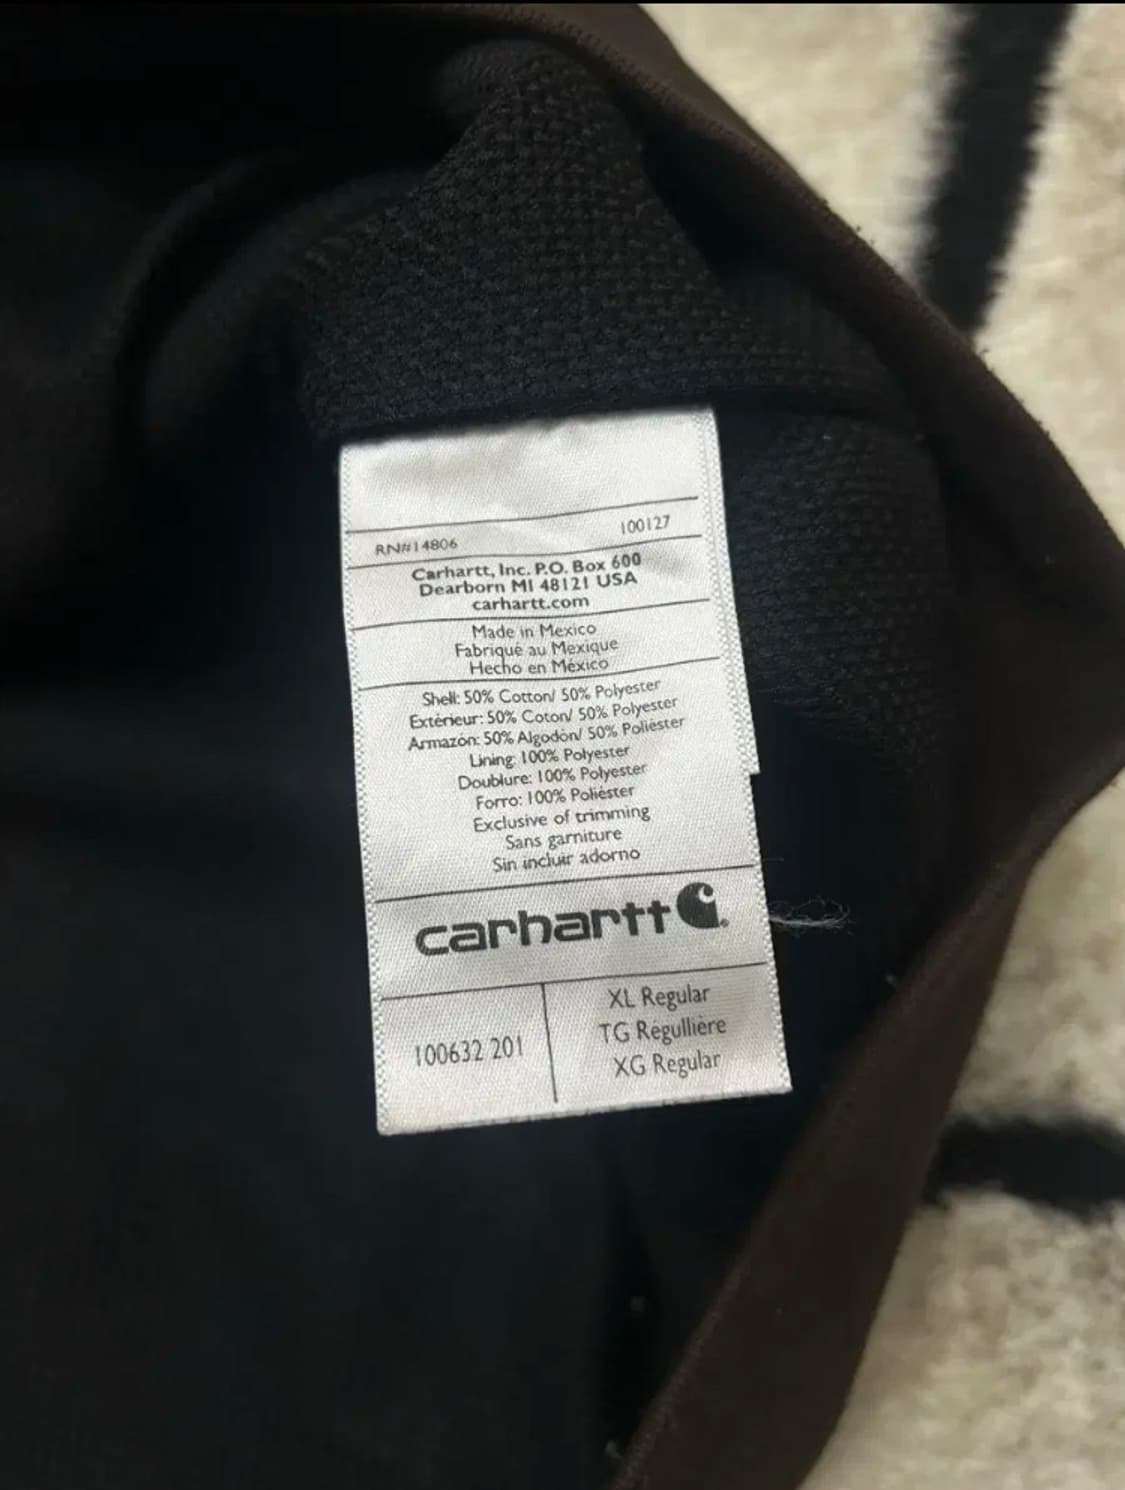 RN#14806 100127
Carhartt, Inc. P.O. Box 600
Dearborn MI 48121 USA
carhartt.com
Made in Mexico
Fabriqué au Mexique
Hecho en México
Shell: 50% Cotton/ 50% Polyester
Extérieur: 50% Coton/ 50% Polyester
Armazón: 50% Algodón/ 50% Poliéster
Lining: 100% Polyester
Doublure: 100% Polyester
Forro: 100% Poliéster
Exclusive of trimming
Sans garniture
Sin incluir adorno
carhartt
100632 201
XL Regular
TG Régullière
XG Regular